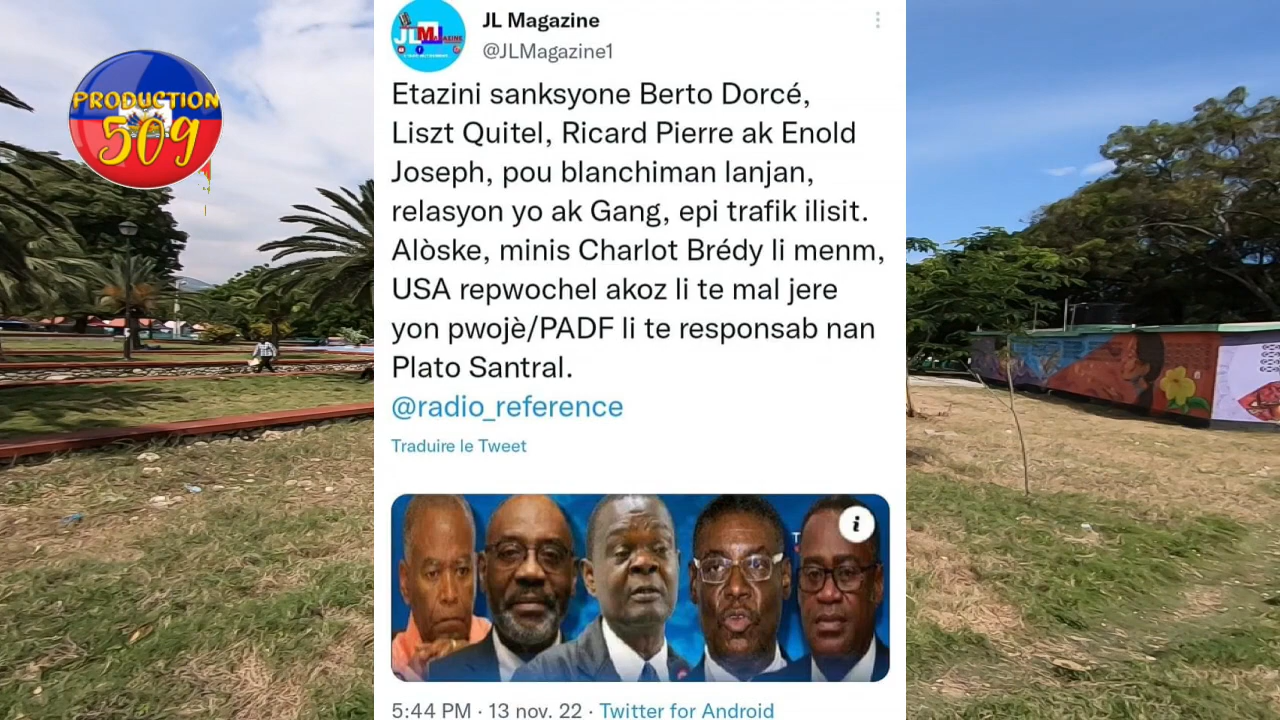 PRODUCTION
509
JLM
MAGAZINE
JL Magazine
@JLMagazine1
Etazini sanksyone Berto Dorcé,
Liszt Quitel, Ricard Pierre ak Enold
Joseph, pou blanchiman lanjan,
relasyon yo ak Gang, epi trafik ilisit.
Alòske, minis Charlot Brédy li menm,
USA repwochel akoz li te mal jere
yon pwojè/PADF li te responsab nan
Plato Santral.
@radio_reference
Traduire le Tweet
i
5:44 PM · 13 nov. 22 · Twitter for Android